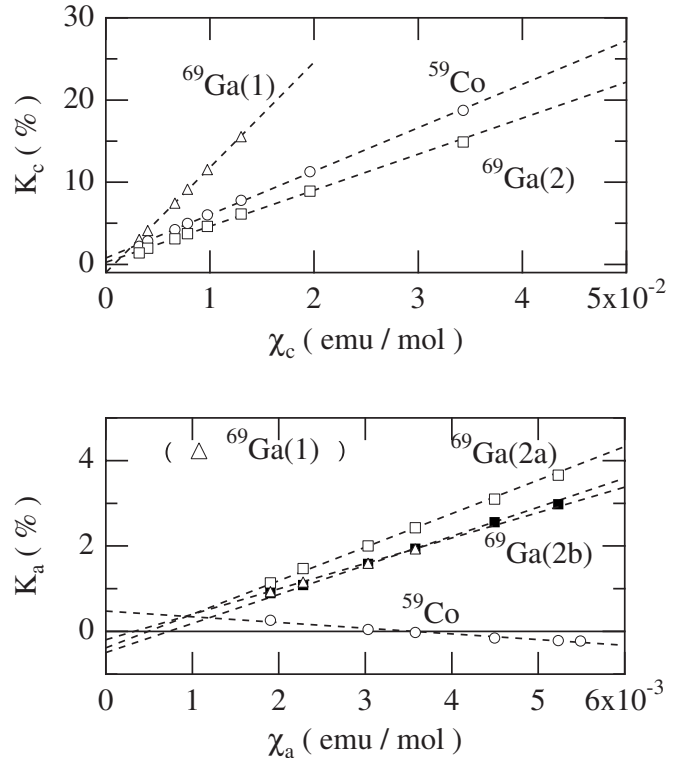 30
20
10
0
K_c ( % )
⁶⁹Ga(1)
⁵⁹Co
⁶⁹Ga(2)
0 1 2 3 4 5x10⁻²
χ_c ( emu / mol )
4
2
0
K_a ( % )
( △ ⁶⁹Ga(1) )
⁶⁹Ga(2a)
⁶⁹Ga(2b)
⁵⁹Co
0 1 2 3 4 5 6x10⁻³
χ_a ( emu / mol )